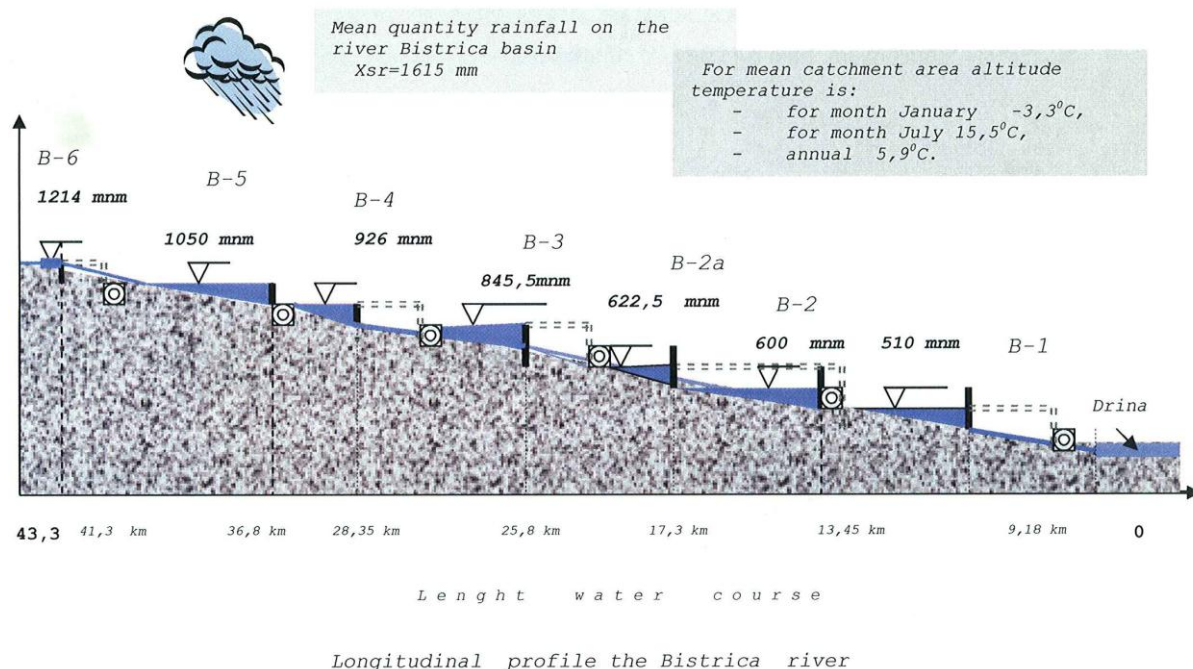 Mean quantity rainfall on the
river Bistrica basin
Xsr=1615 mm
For mean catchment area altitude
temperature is:
- for month January -3,3⁰C,
- for month July 15,5⁰C,
- annual 5,9⁰C.
B-6
1214 mnm
B-5
1050 mnm
B-4
926 mnm
B-3
845,5mnm
B-2a
622,5 mnm
B-2
600 mnm
510 mnm
B-1
Drina
43,3 41,3 km 36,8 km 28,35 km 25,8 km 17,3 km 13,45 km 9,18 km 0
Lenght water course
Longitudinal profile the Bistrica river